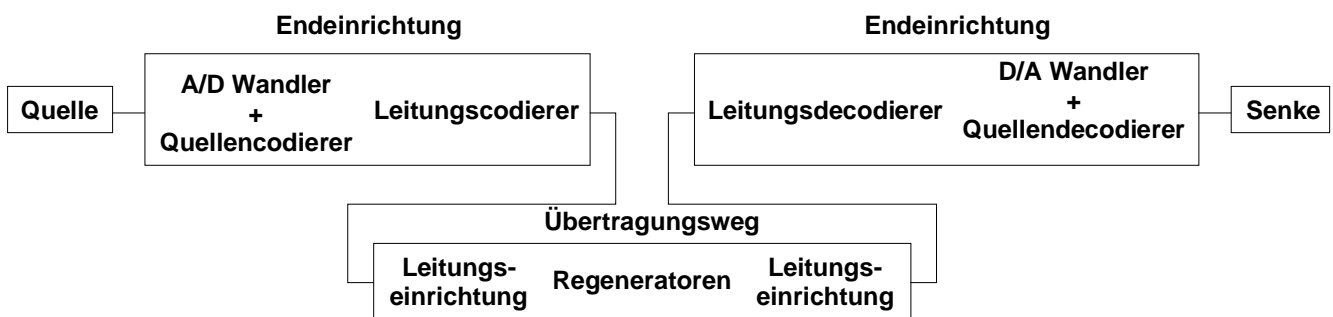 Endeinrichtung
Endeinrichtung
Quelle
A/D Wandler
+
Quellencodierer
Leitungscodierer
Leitungsdecodierer
D/A Wandler
+
Quellendecodierer
Senke
Übertragungsweg
Leitungs-
einrichtung
Regeneratoren
Leitungs-
einrichtung